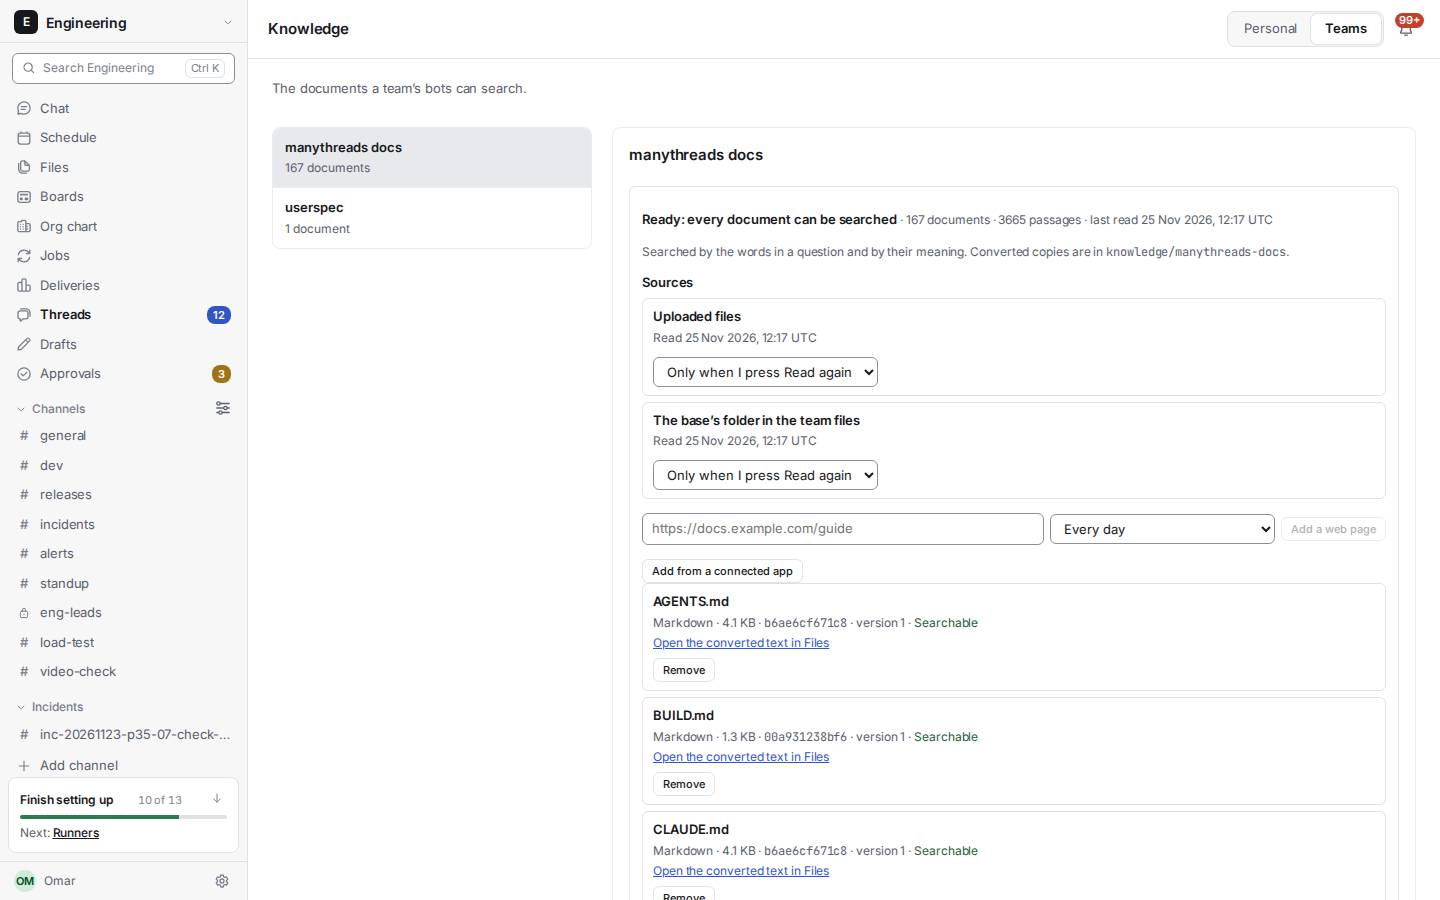 E Engineering
Search Engineering Ctrl K
Chat
Schedule
Files
Boards
Org chart
Jobs
Deliveries
Threads 12
Drafts
Approvals 3
Channels
# general
# dev
# releases
# incidents
# alerts
# standup
eng-leads
# load-test
# video-check
Incidents
# inc-20261123-p35-07-check-...
+ Add channel
Finish setting up 10 of 13 ↓
Next: Runners
OM Omar
Knowledge
Personal Teams 99+
The documents a team's bots can search.
manythreads docs
167 documents
userspec
1 document
manythreads docs
Ready: every document can be searched · 167 documents · 3665 passages · last read 25 Nov 2026, 12:17 UTC
Searched by the words in a question and by their meaning. Converted copies are in knowledge/manythreads-docs.
Sources
Uploaded files
Read 25 Nov 2026, 12:17 UTC
Only when I press Read again
The base's folder in the team files
Read 25 Nov 2026, 12:17 UTC
Only when I press Read again
https://docs.example.com/guide Every day Add a web page
Add from a connected app
AGENTS.md
Markdown · 4.1 KB · b6ae6cf671c8 · version 1 · Searchable
Open the converted text in Files
Remove
BUILD.md
Markdown · 1.3 KB · 00a931238bf6 · version 1 · Searchable
Open the converted text in Files
Remove
CLAUDE.md
Markdown · 4.1 KB · b6ae6cf671c8 · version 1 · Searchable
Open the converted text in Files
Remove